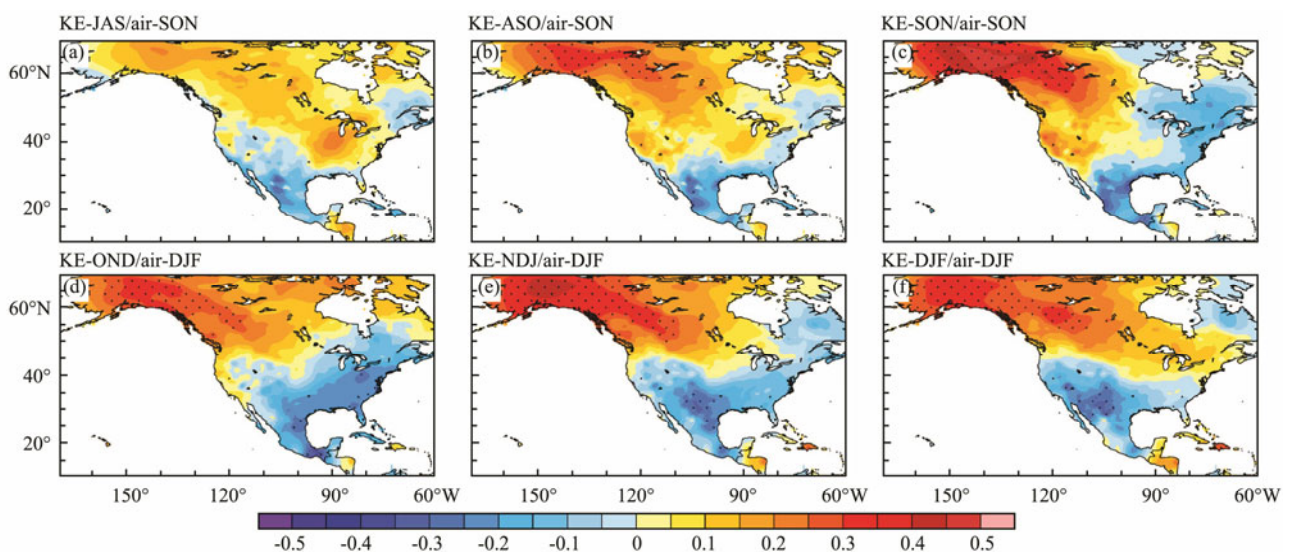 KE-JAS/air-SON KE-ASO/air-SON KE-SON/air-SON
(a) (b) (c)
60°N
40°
20°
KE-OND/air-DJF KE-NDJ/air-DJF KE-DJF/air-DJF
(d) (e) (f)
60°N
40°
20°
150° 120° 90° 60°W 150° 120° 90° 60°W 150° 120° 90° 60°W
-0.5 -0.4 -0.3 -0.2 -0.1 0 0.1 0.2 0.3 0.4 0.5